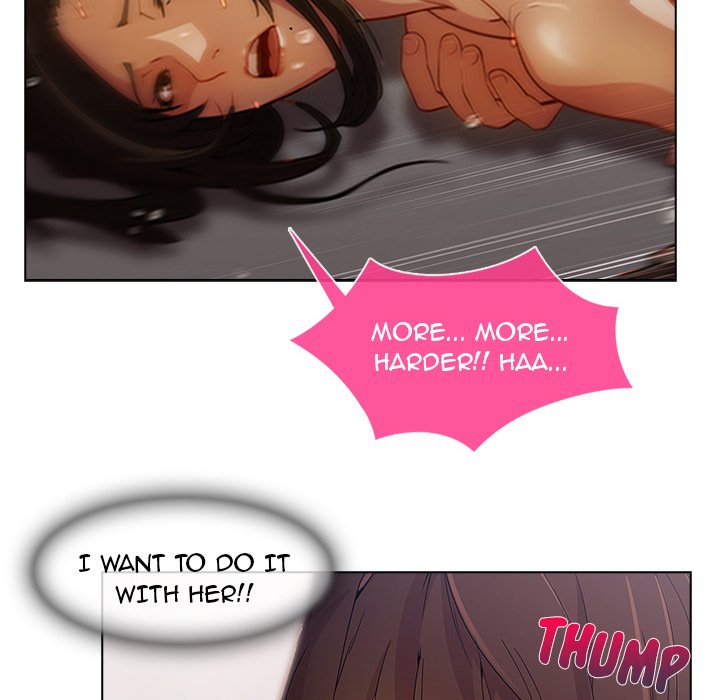 MORE... MORE...
HARDER!! HAA...
I WANT TO DO IT
WITH HER!!
THUMP